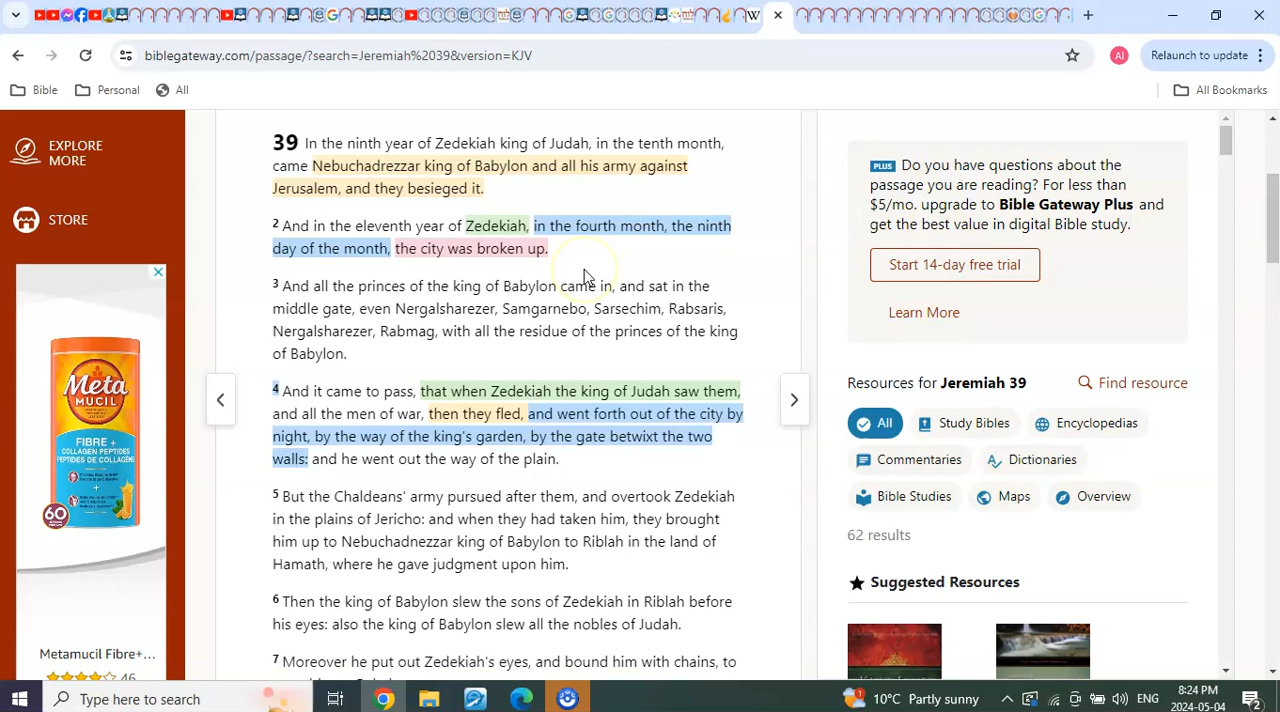 biblegateway.com/passage/?search=Jeremiah%2039&version=KJV
AI
Relaunch to update
Bible
Personal
All
All Bookmarks
EXPLORE
MORE
STORE
Meta
MUCIL
FIBRE+
COLLAGEN PEPTIDES
PEPTIDES DE COLLAGÈNE
60
Metamucil Fibre+…
46
39 In the ninth year of Zedekiah king of Judah, in the tenth month,
came Nebuchadrezzar king of Babylon and all his army against
Jerusalem, and they besieged it.
2 And in the eleventh year of Zedekiah, in the fourth month, the ninth
day of the month, the city was broken up.
3 And all the princes of the king of Babylon came in, and sat in the
middle gate, even Nergalsharezer, Samgarnebo, Sarsechim, Rabsaris,
Nergalsharezer, Rabmag, with all the residue of the princes of the king
of Babylon.
4 And it came to pass, that when Zedekiah the king of Judah saw them,
and all the men of war, then they fled, and went forth out of the city by
night, by the way of the king's garden, by the gate betwixt the two
walls: and he went out the way of the plain.
5 But the Chaldeans' army pursued after them, and overtook Zedekiah
in the plains of Jericho: and when they had taken him, they brought
him up to Nebuchadnezzar king of Babylon to Riblah in the land of
Hamath, where he gave judgment upon him.
6 Then the king of Babylon slew the sons of Zedekiah in Riblah before
his eyes: also the king of Babylon slew all the nobles of Judah.
7 Moreover he put out Zedekiah's eyes, and bound him with chains, to
PLUS Do you have questions about the
passage you are reading? For less than
$5/mo. upgrade to Bible Gateway Plus and
get the best value in digital Bible study.
Start 14-day free trial
Learn More
Resources for Jeremiah 39
Find resource
All
Study Bibles
Encyclopedias
Commentaries
Dictionaries
Bible Studies
Maps
Overview
62 results
Suggested Resources
Type here to search
10°C Partly sunny
ENG
8:24 PM
2024-05-04
2